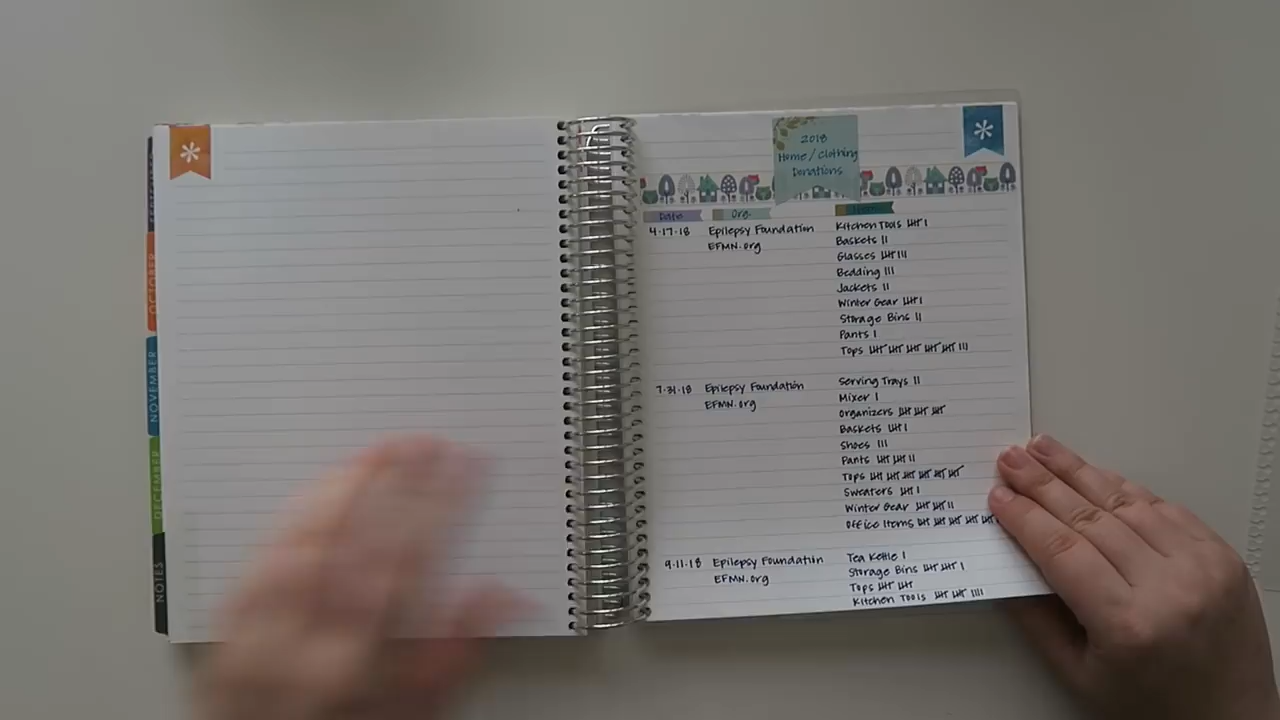 OCTOBER
NOVEMBER
DECEMBER
NOTES
2018
Home / Clothing
Donations
Date Org.
4.17.18 Epilepsy Foundation Kitchen Tools
EFMN.org Baskets
Glasses
Bedding
Jackets
Winter Gear
Storage Bins
Pants
Tops
7.31.18 Epilepsy Foundation Serving Trays
EFMN.org Mixer
Organizers
Baskets
Shoes
Pants
Tops
Sweaters
Winter Gear
Office Items
9.11.18 Epilepsy Foundation Tea Kettle
EFMN.org Storage Bins
Tops
Kitchen Tools